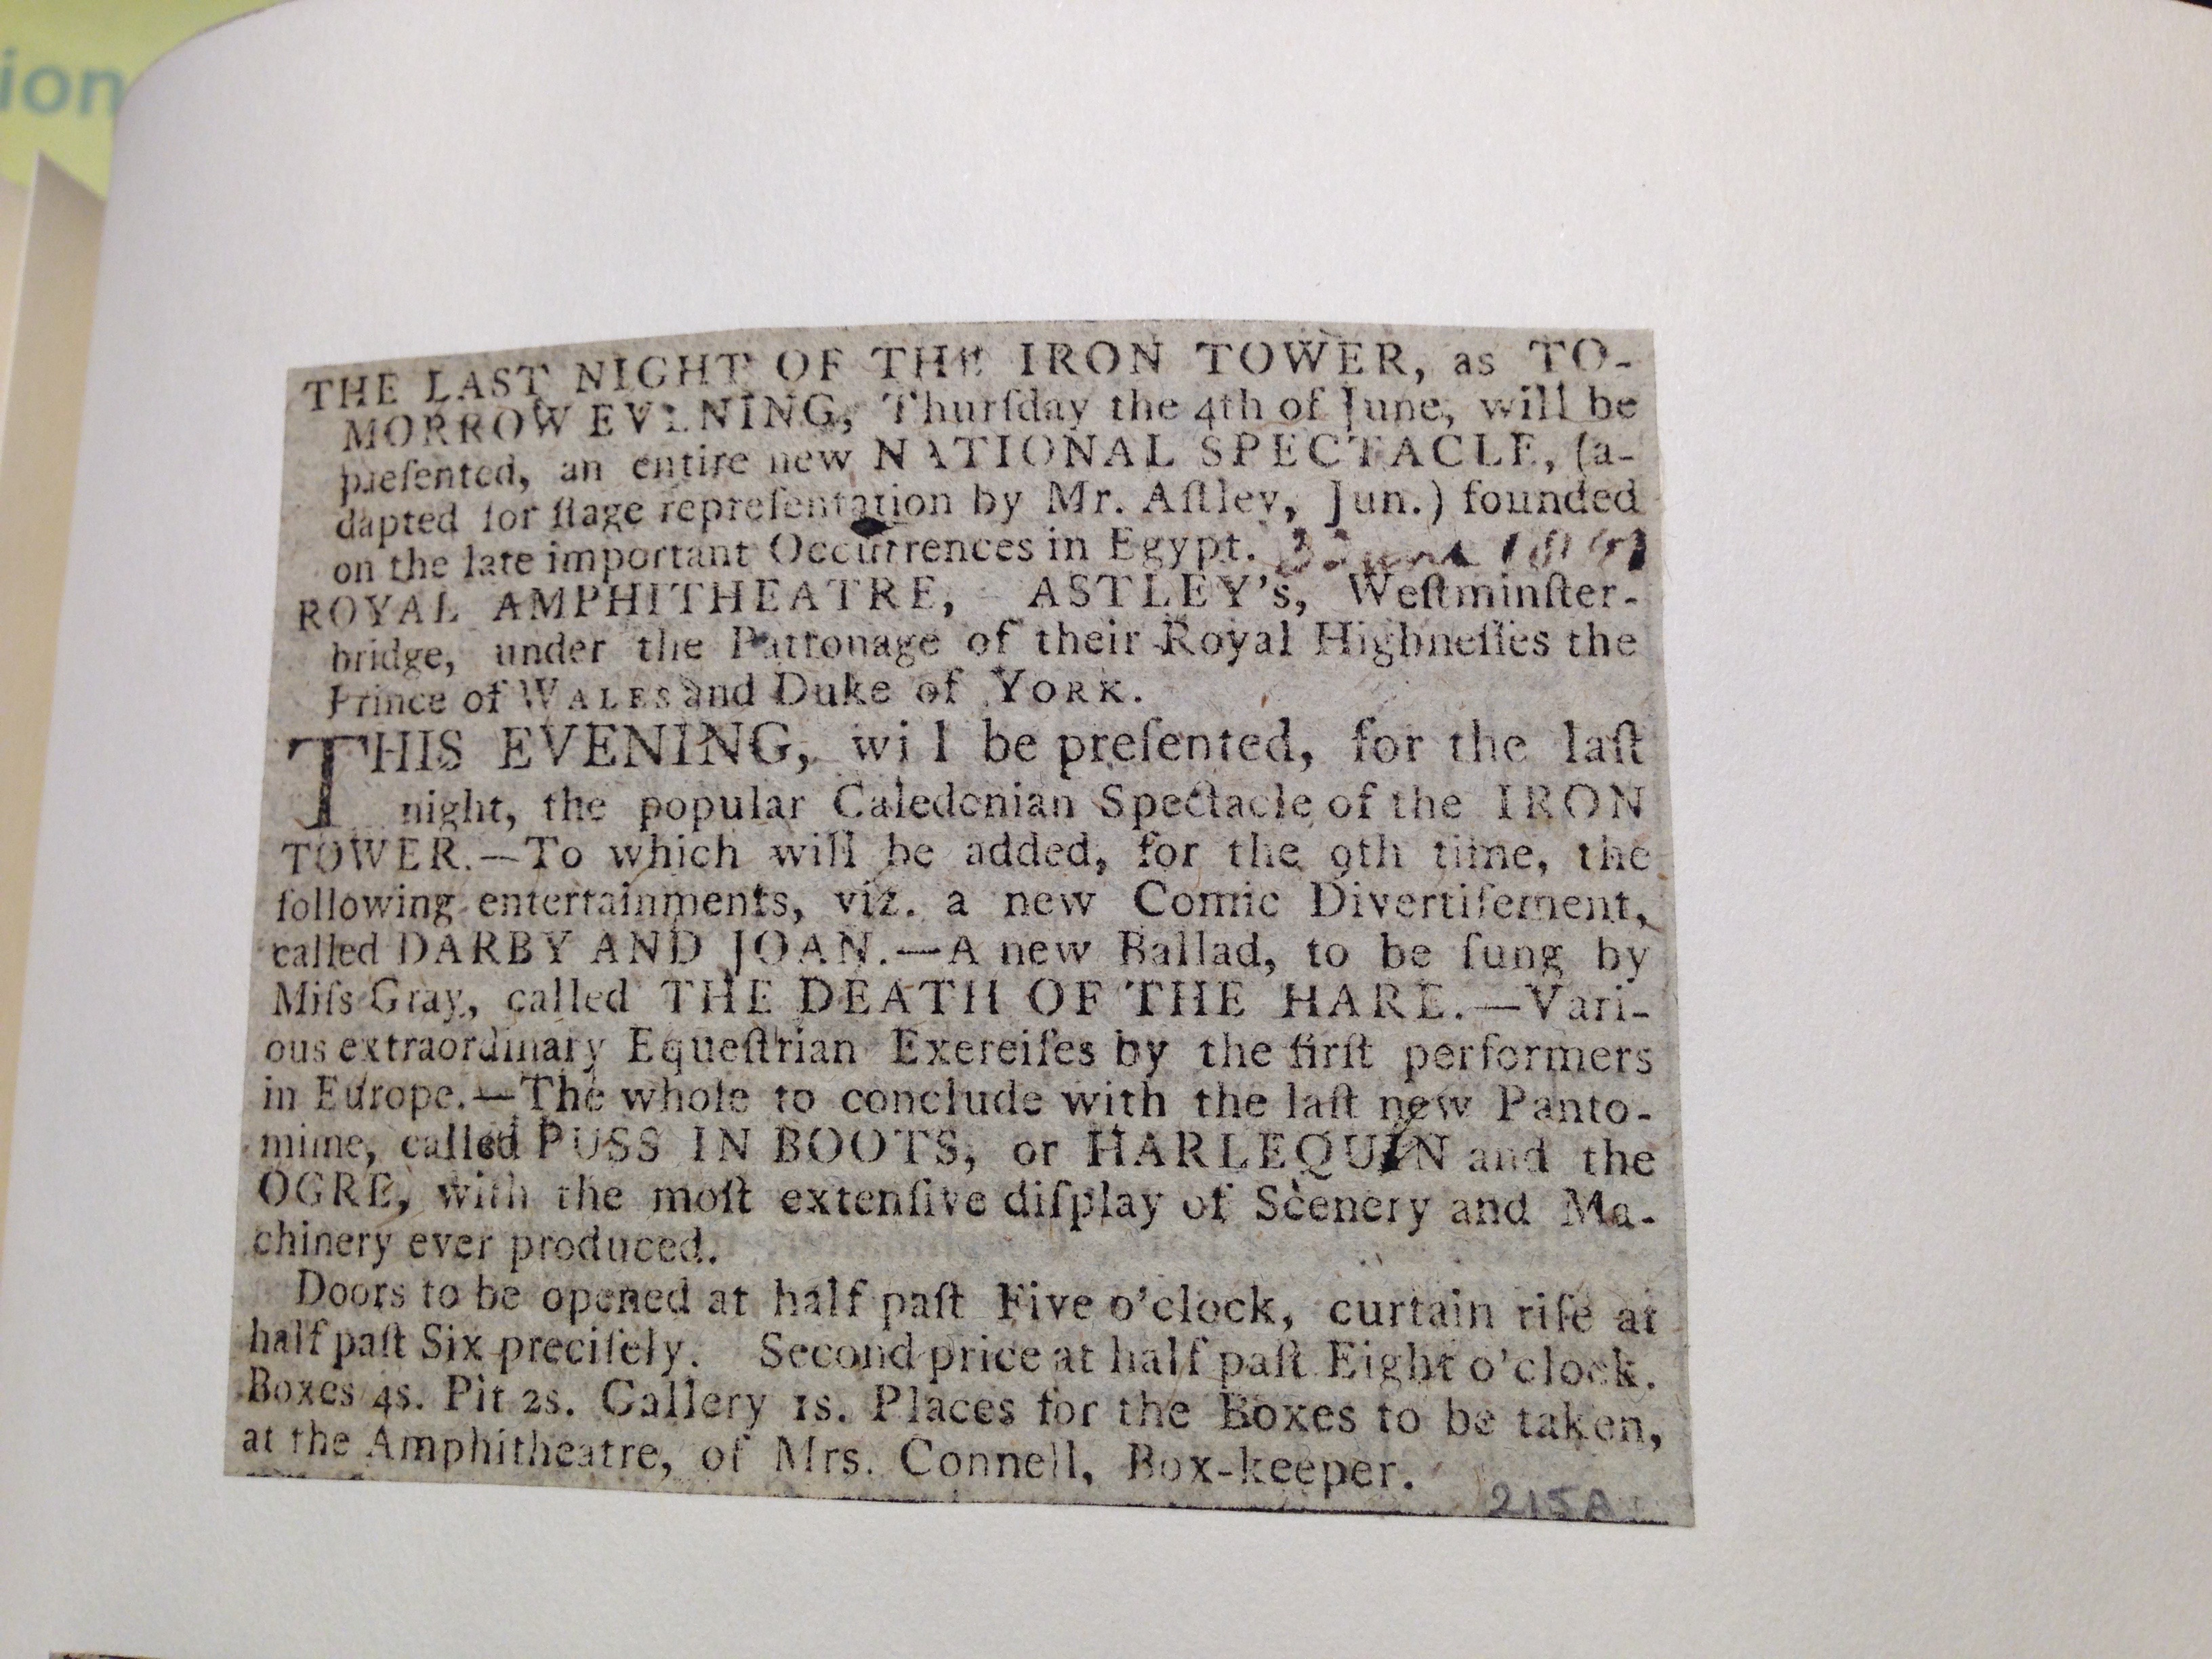 ion
THE LAST NIGHT OF THE IRON TOWER, as TO-
MORROW EVENING, Thurſday the 4th of June, will be
preſented, an entire new NATIONAL SPECTACLE, (a-
dapted for ſtage repreſentation by Mr. Aſtley, Jun.) founded
on the late important Occurrences in Egypt. 3 June
ROYAL AMPHITHEATRE, ASTLEY's, Weſtminſter-
bridge, under the Patronage of their Royal Highneſſes the
Prince of WALES and Duke of YORK.
THIS EVENING, wi l be preſented, for the laſt
night, the popular Caledonian Spectacle of the IRON
TOWER.—To which will be added, for the 9th time, the
following entertainments, viz. a new Comic Divertiſement,
called DARBY AND JOAN.—A new Ballad, to be ſung by
Miſs Gray, called THE DEATH OF THE HARE.—Vari-
ous extraordinary Equeſtrian Exereiſes by the firſt performers
in Europe.—The whole to conclude with the laſt new Panto-
mime, called PUSS IN BOOTS, or HARLEQUIN and the
OGRE, with the moſt extenſive diſplay of Scenery and Ma-
chinery ever produced.
Doors to be opened at half paſt Five o'clock, curtain riſe at
half paſt Six preciſely. Second price at half paſt Eight o'clock.
Boxes 4s. Pit 2s. Gallery 1s. Places for the Boxes to be taken,
at the Amphitheatre, of Mrs. Connell, Box-keeper.
215A